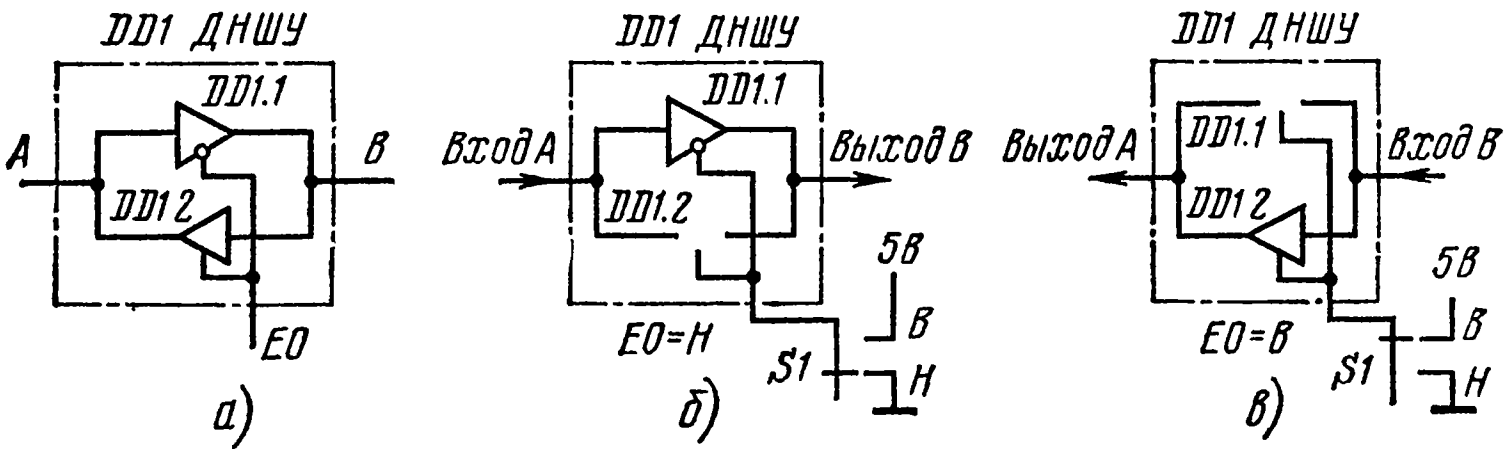 DD1 ДНШУ
DD1.1
A
B
DD1 2
EO
а)
DD1 ДНШУ
DD1.1
Вход А
Выход В
DD1.2
5В
EO=Н
В
S1
Н
б)
DD1 ДНШУ
Выход А
DD1.1
Вход В
DD1 2
5В
EO=В
В
S1
Н
в)